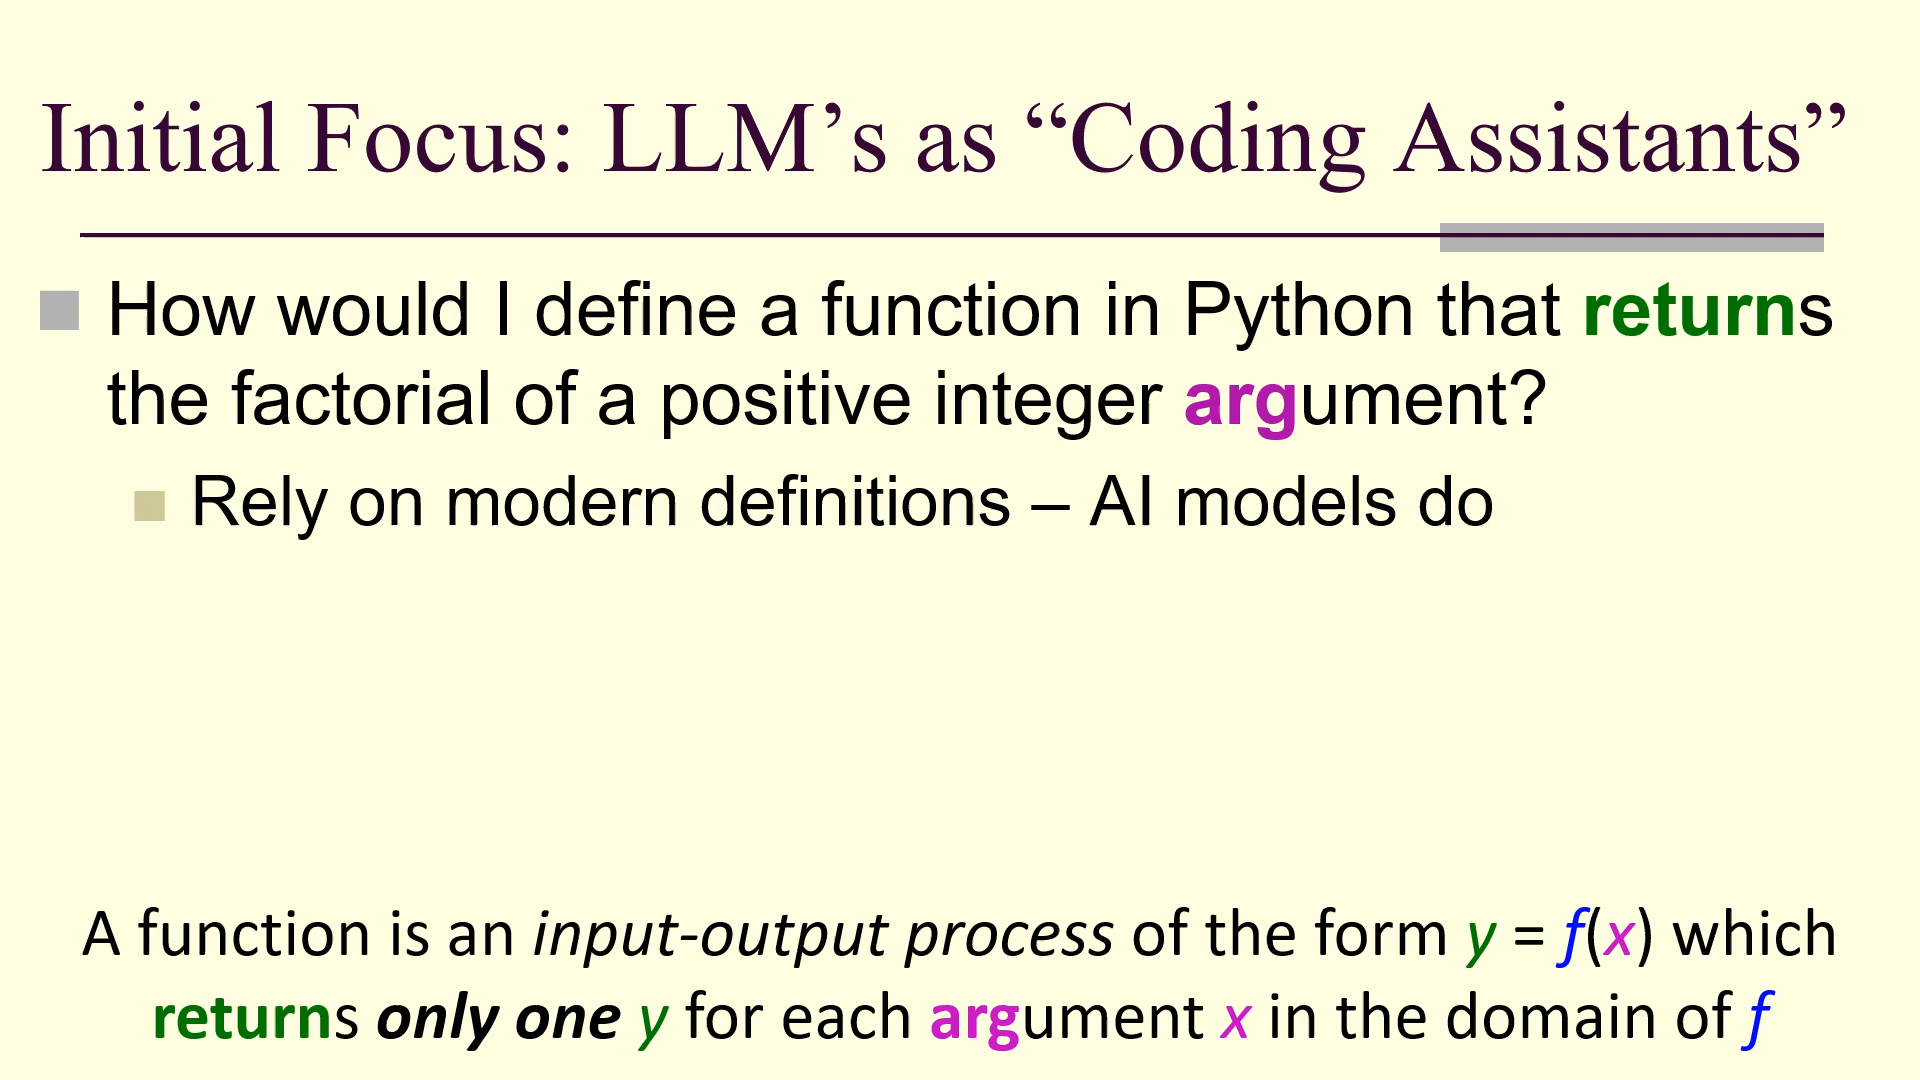 Initial Focus: LLM’s as “Coding Assistants”
How would I define a function in Python that returns
the factorial of a positive integer argument?
Rely on modern definitions – AI models do
A function is an input-output process of the form y = f(x) which
returns only one y for each argument x in the domain of f